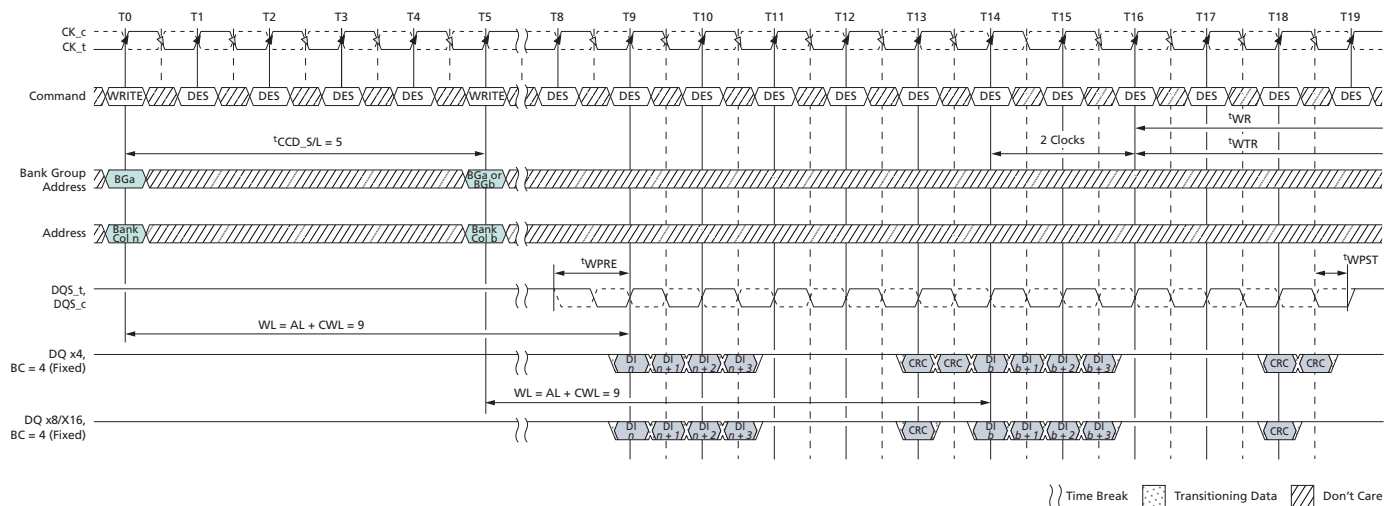 T0 T1 T2 T3 T4 T5 T8 T9 T10 T11 T12 T13 T14 T15 T16 T17 T18 T19
CK_c
CK_t
Command WRITE DES DES DES DES WRITE DES DES DES DES DES DES DES DES DES DES DES DES
tWR
tCCD_S/L = 5 2 Clocks tWTR
Bank Group
Address
BGa
BGa or
BGb
Address
Bank
Col n
Bank
Col b
tWPRE tWPST
DQS_t,
DQS_c
WL = AL + CWL = 9
DQ x4,
BC = 4 (Fixed)
DI
n
DI
n + 1
DI
n + 2
DI
n + 3
CRC CRC
DI
b
DI
b + 1
DI
b + 2
DI
b + 3
CRC CRC
WL = AL + CWL = 9
DQ x8/X16,
BC = 4 (Fixed)
DI
n
DI
n + 1
DI
n + 2
DI
n + 3
CRC
DI
b
DI
b + 1
DI
b + 2
DI
b + 3
CRC
Time Break Transitioning Data Don't Care